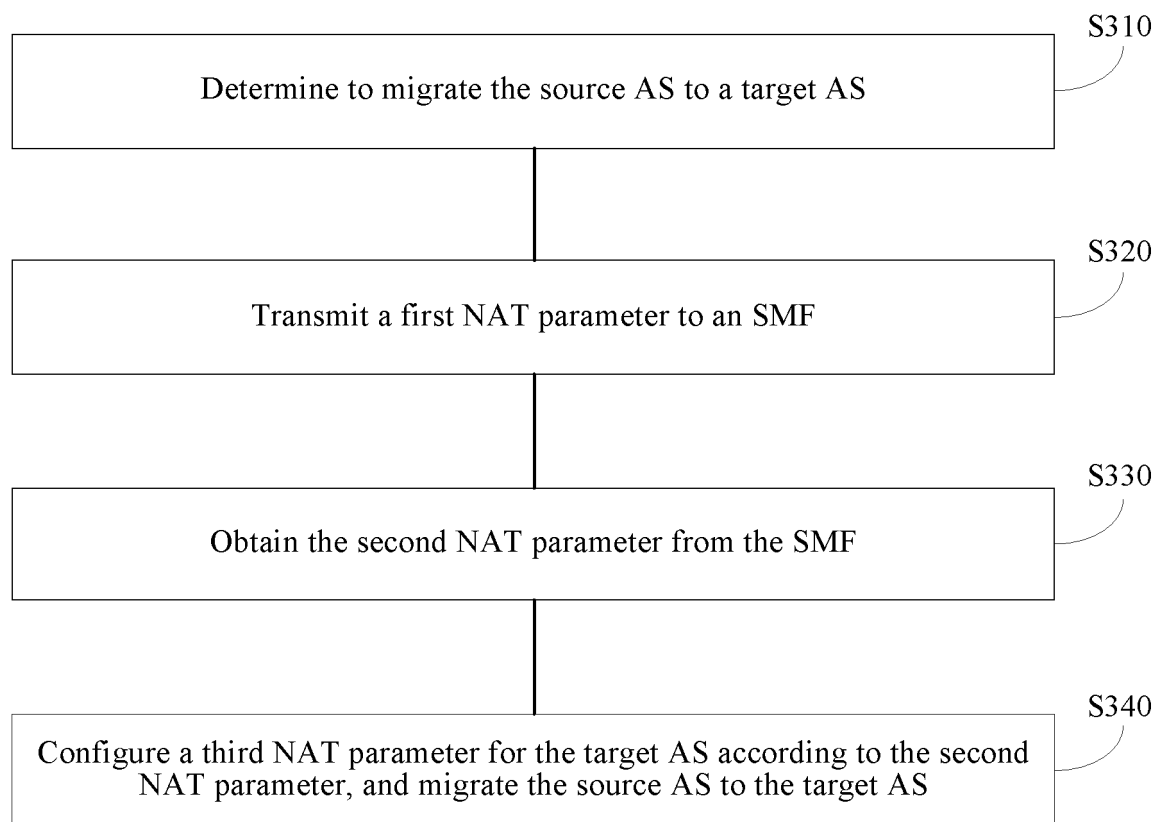 S310
Determine to migrate the source AS to a target AS
S320
Transmit a first NAT parameter to an SMF
S330
Obtain the second NAT parameter from the SMF
S340
Configure a third NAT parameter for the target AS according to the second
NAT parameter, and migrate the source AS to the target AS